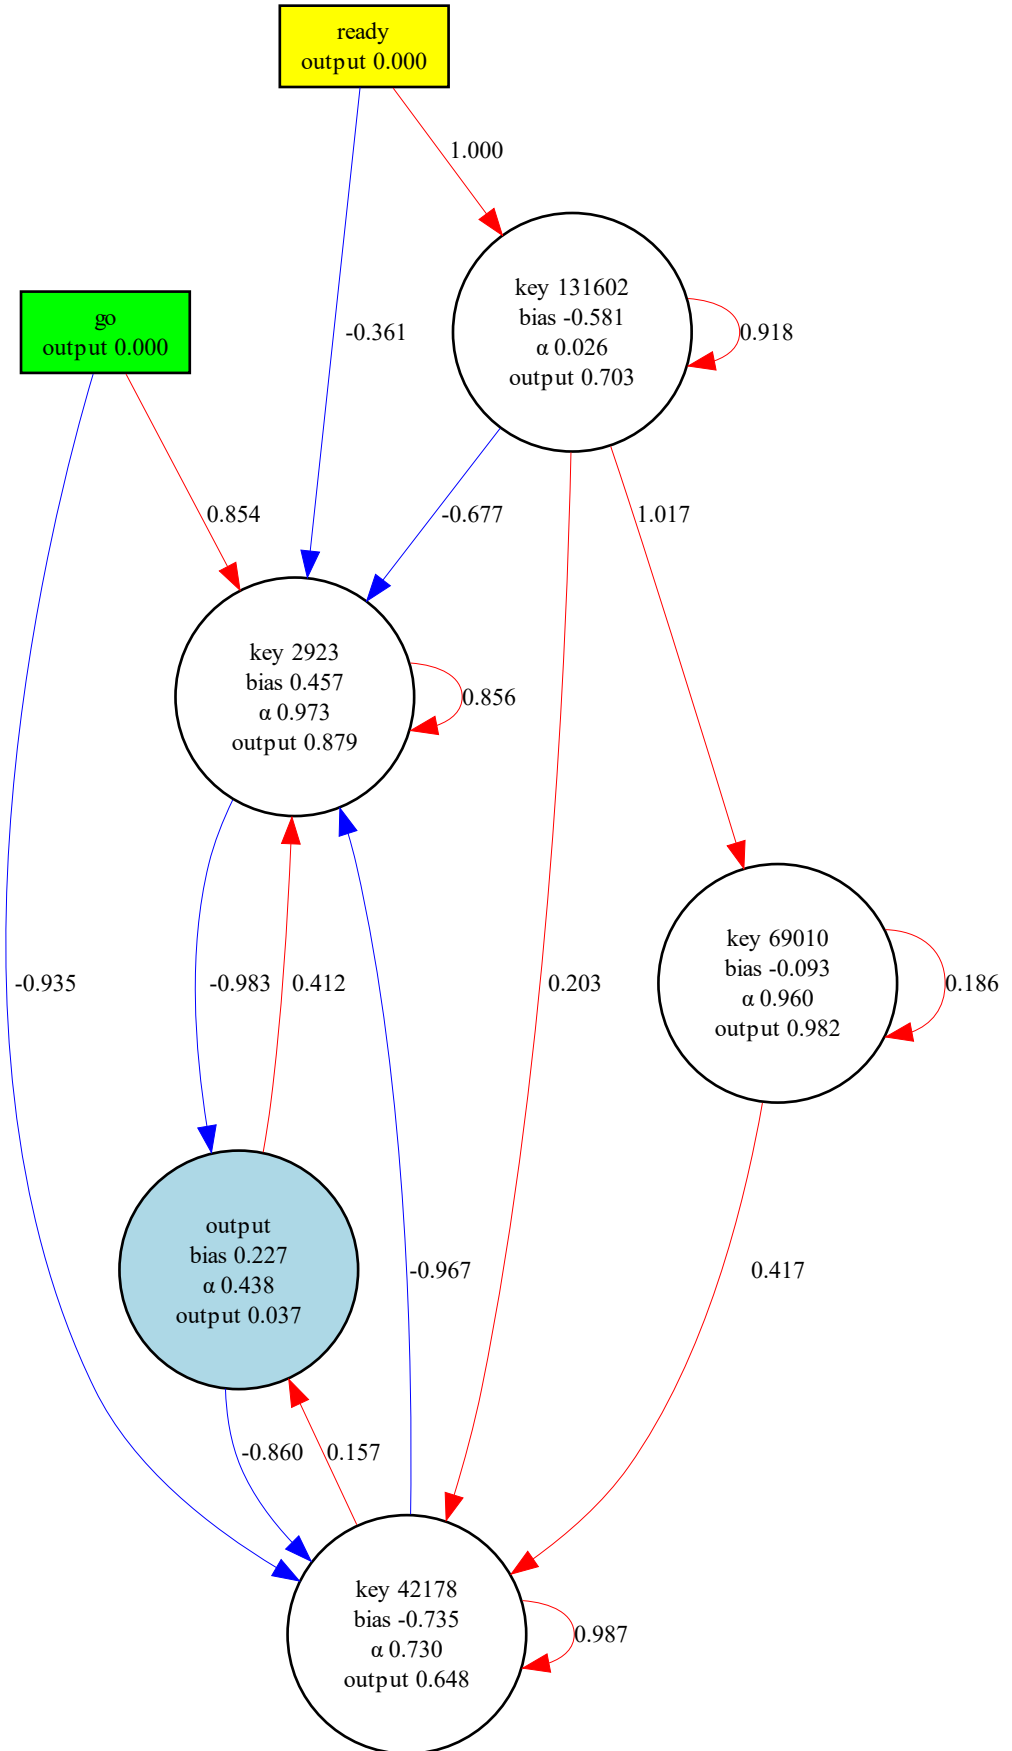 ready
output 0.000
1.000
key 131602
bias -0.581
α 0.026
output 0.703
0.918
go
output 0.000
-0.361
0.854
-0.677
1.017
key 2923
bias 0.457
α 0.973
output 0.879
0.856
key 69010
bias -0.093
α 0.960
output 0.982
0.186
-0.935
-0.983
0.412
0.203
output
bias 0.227
α 0.438
output 0.037
-0.967
0.417
-0.860
0.157
key 42178
bias -0.735
α 0.730
output 0.648
0.987